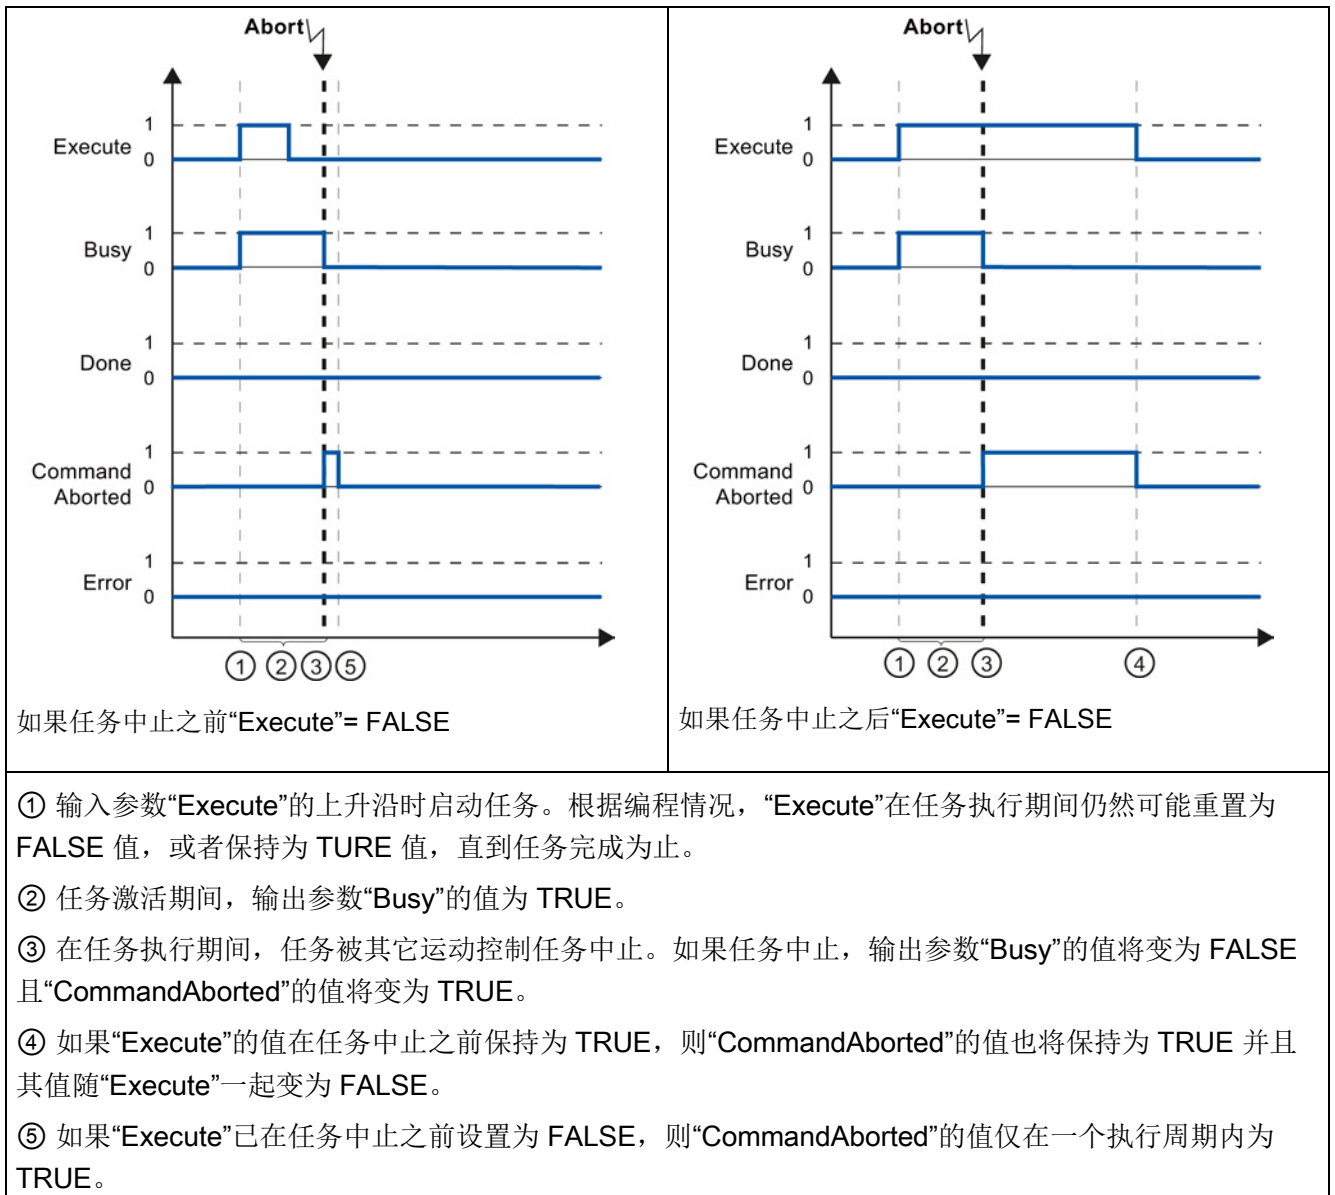 Abort
1
Execute
0
1
Busy
0
1
Done
0
1
Command
Aborted
0
1
Error
0
① ② ③ ⑤
如果任务中止之前“Execute”= FALSE
Abort
1
Execute
0
1
Busy
0
1
Done
0
1
Command
Aborted
0
1
Error
0
① ② ③ ④
如果任务中止之后“Execute”= FALSE
① 输入参数“Execute”的上升沿时启动任务。根据编程情况，“Execute”在任务执行期间仍然可能重置为
FALSE 值，或者保持为 TURE 值，直到任务完成为止。
② 任务激活期间，输出参数“Busy”的值为 TRUE。
③ 在任务执行期间，任务被其它运动控制任务中止。如果任务中止，输出参数“Busy”的值将变为 FALSE
且“CommandAborted”的值将变为 TRUE。
④ 如果“Execute”的值在任务中止之前保持为 TRUE，则“CommandAborted”的值也将保持为 TRUE 并且
其值随“Execute”一起变为 FALSE。
⑤ 如果“Execute”已在任务中止之前设置为 FALSE，则“CommandAborted”的值仅在一个执行周期内为
TRUE。